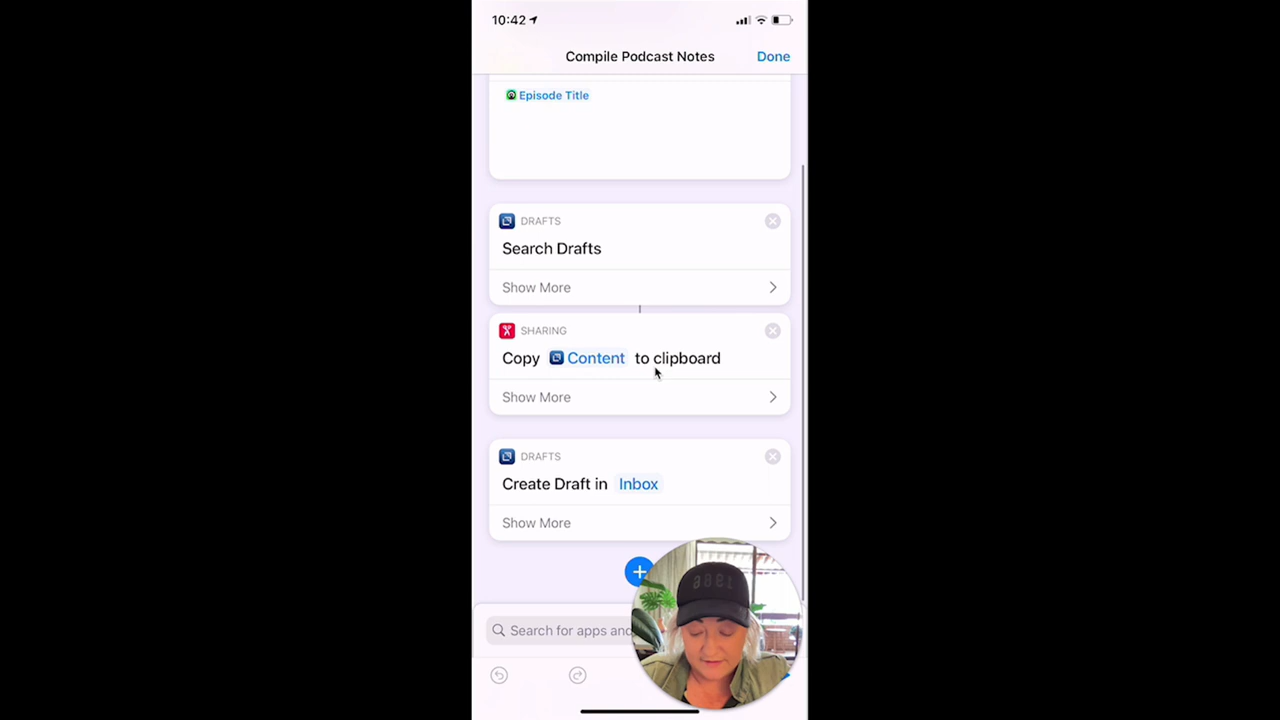 10:42
Compile Podcast Notes
Done
Episode Title
DRAFTS
Search Drafts
Show More
SHARING
Copy Content to clipboard
Show More
DRAFTS
Create Draft in Inbox
Show More
Search for apps and